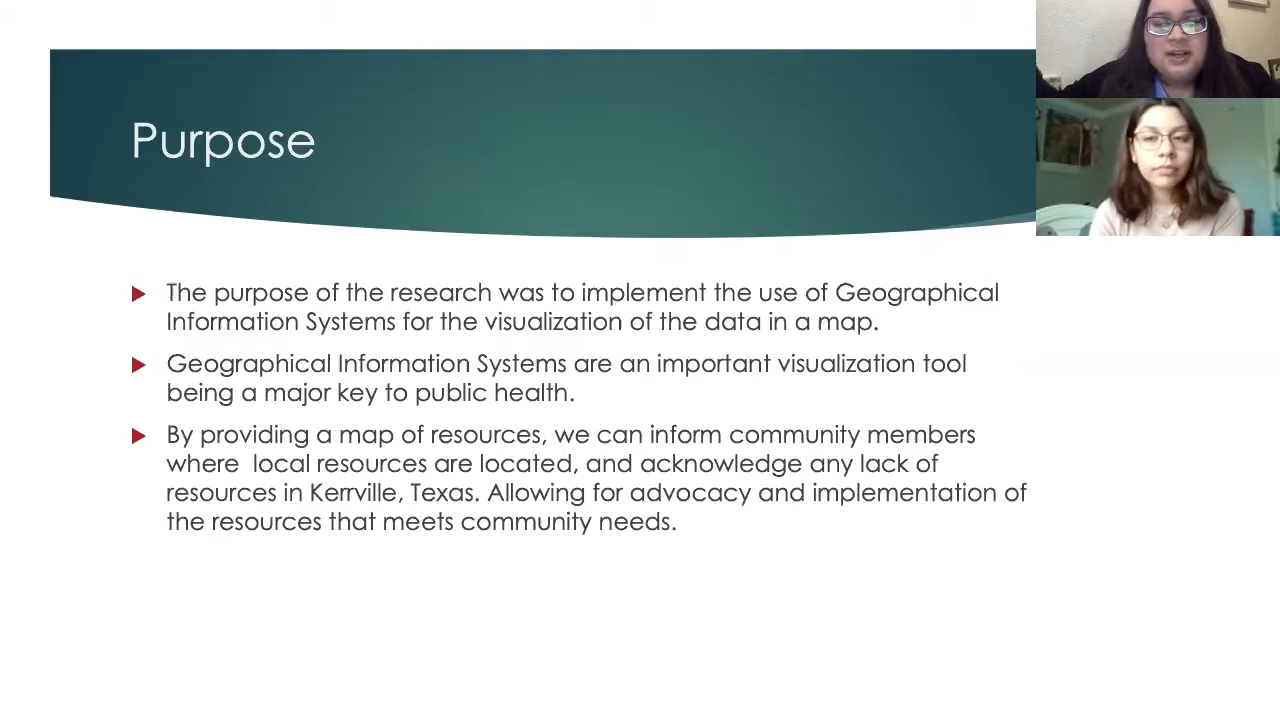 Purpose
The purpose of the research was to implement the use of Geographical
Information Systems for the visualization of the data in a map.
Geographical Information Systems are an important visualization tool
being a major key to public health.
By providing a map of resources, we can inform community members
where  local resources are located, and acknowledge any lack of
resources in Kerrville, Texas. Allowing for advocacy and implementation of
the resources that meets community needs.